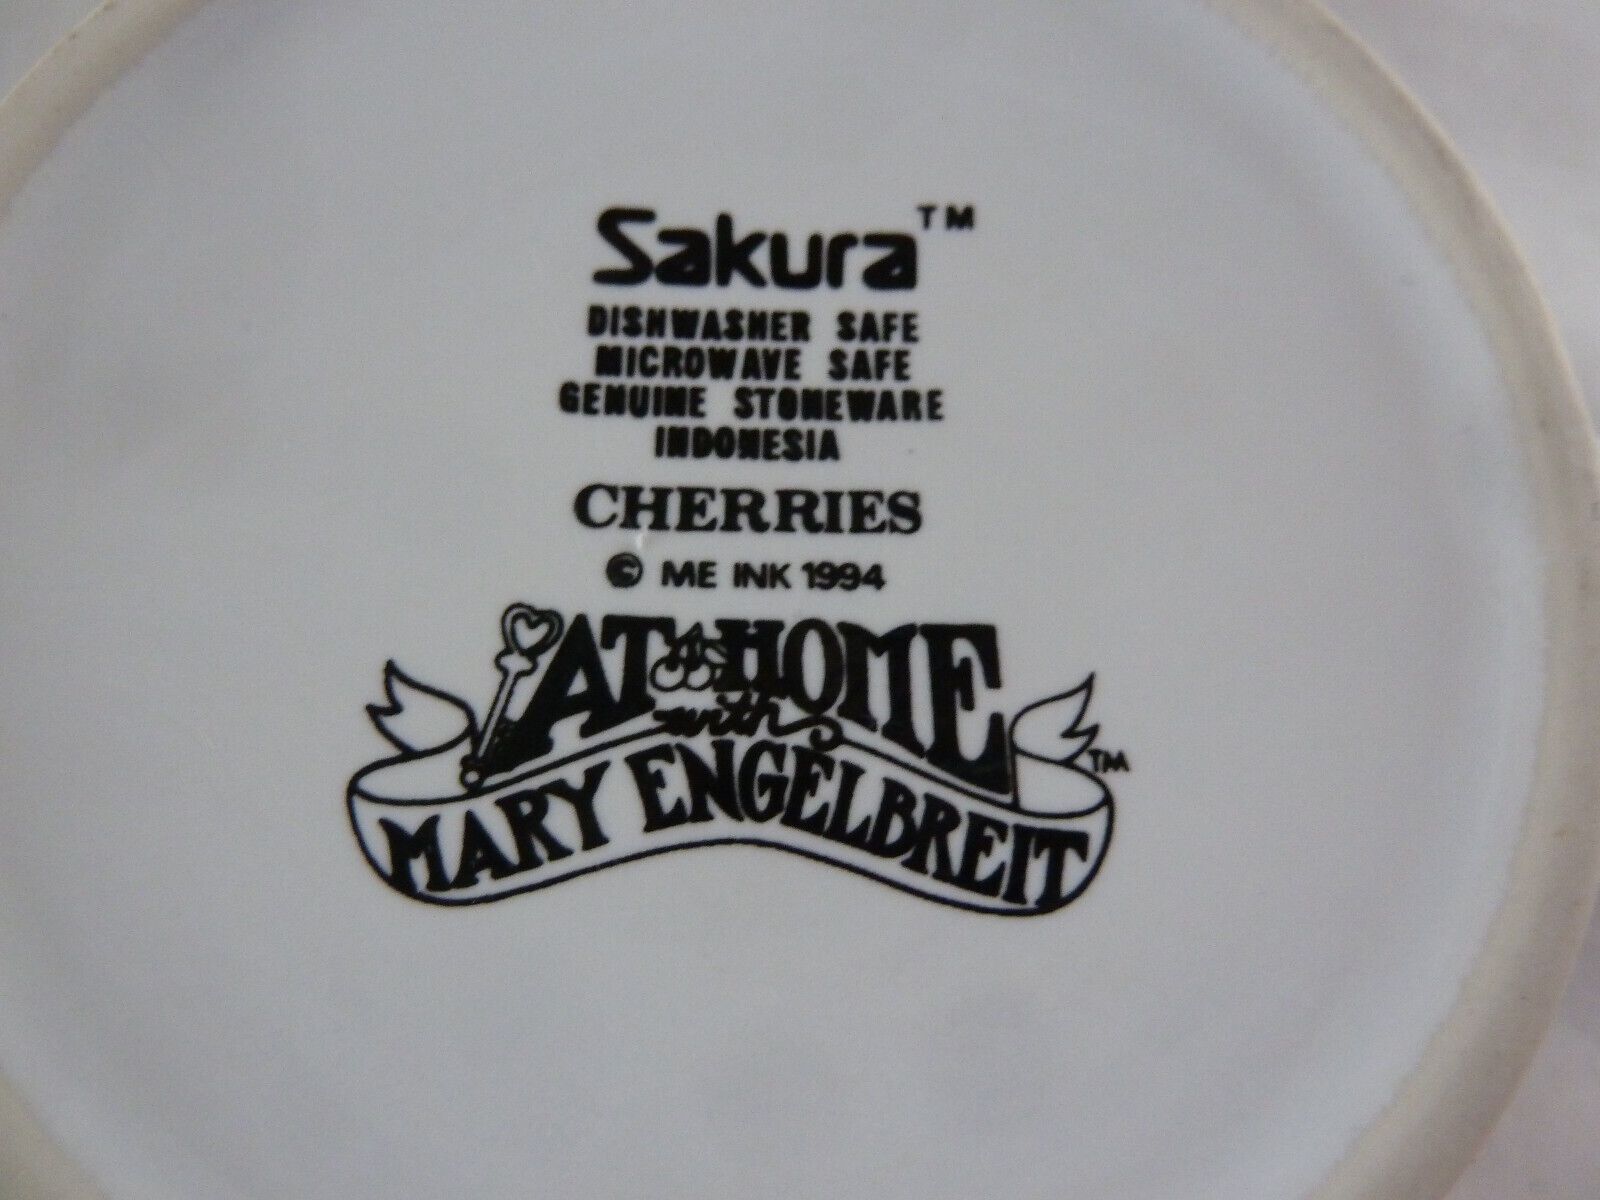 Sakura™
DISHWASHER SAFE
MICROWAVE SAFE
GENUINE STONEWARE
INDONESIA
CHERRIES
© ME INK 1994
AT HOME
with
MARY ENGELBREIT™